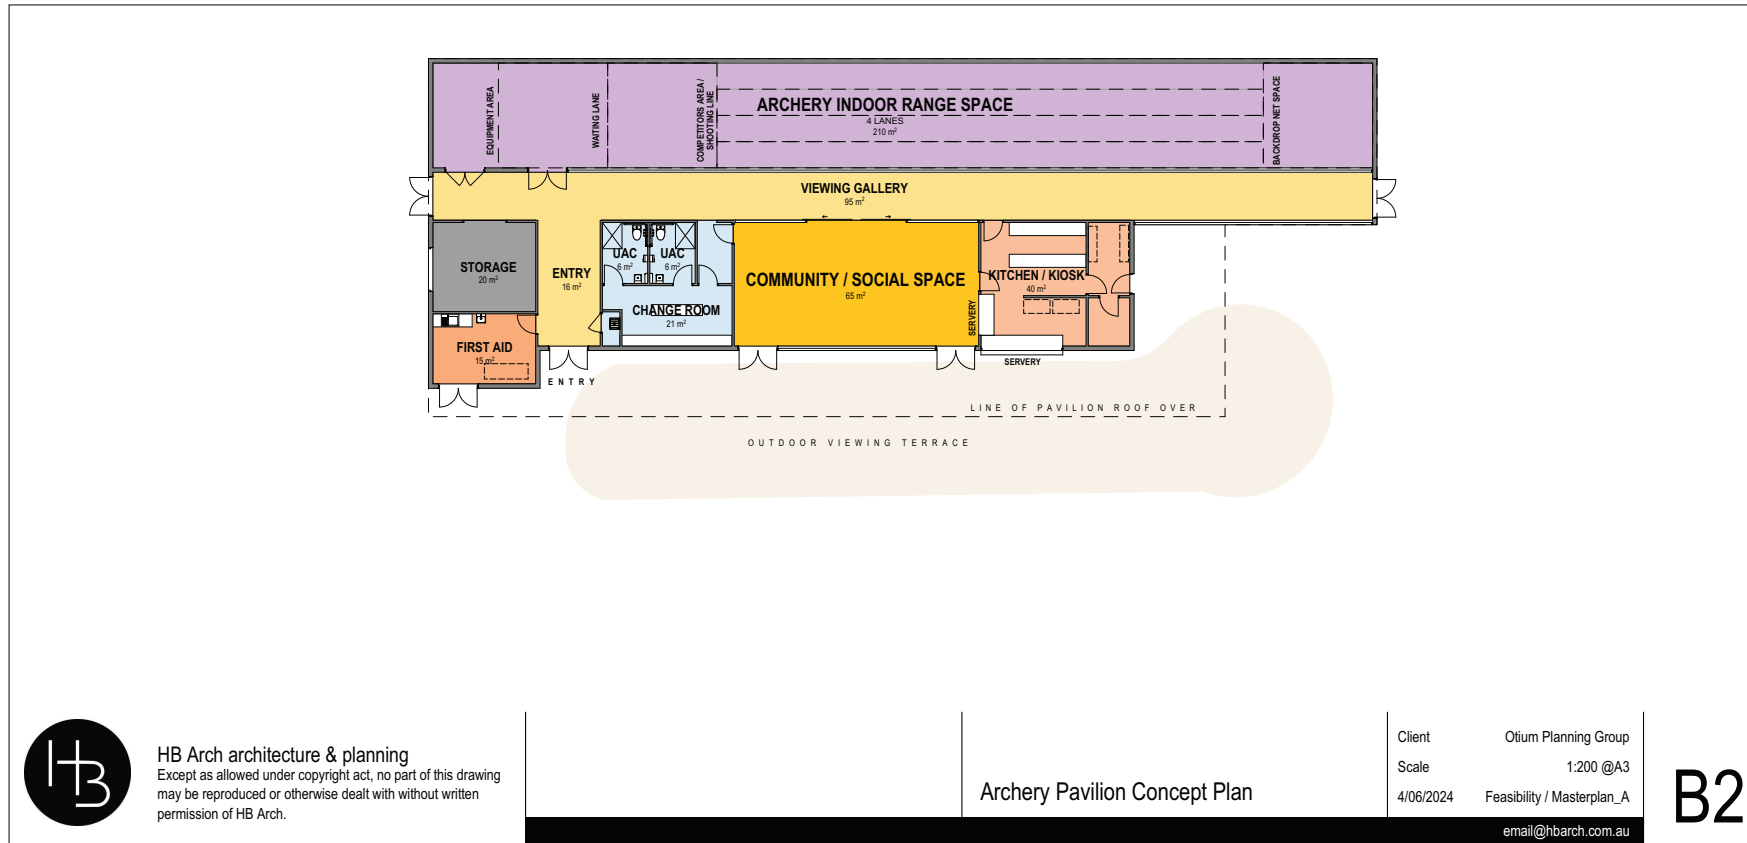 EQUIPMENT AREA
WAITING LANE
COMPETITORS AREA /
SHOOTING LINE
ARCHERY INDOOR RANGE SPACE
4 LANES
210 m²
BACKDROP NET SPACE
VIEWING GALLERY
95 m²
STORAGE
20 m²
ENTRY
16 m²
UAC
6 m²
UAC
6 m²
CHANGE ROOM
21 m²
COMMUNITY / SOCIAL SPACE
65 m²
SERVERY
KITCHEN / KIOSK
40 m²
FIRST AID
15 m²
SERVERY
ENTRY
LINE OF PAVILION ROOF OVER
OUTDOOR VIEWING TERRACE
HB
HB Arch architecture & planning
Except as allowed under copyright act, no part of this drawing
may be reproduced or otherwise dealt with without written
permission of HB Arch.
Archery Pavilion Concept Plan
Client Otium Planning Group
Scale 1:200 @A3
4/06/2024 Feasibility / Masterplan_A
email@hbarch.com.au
B2